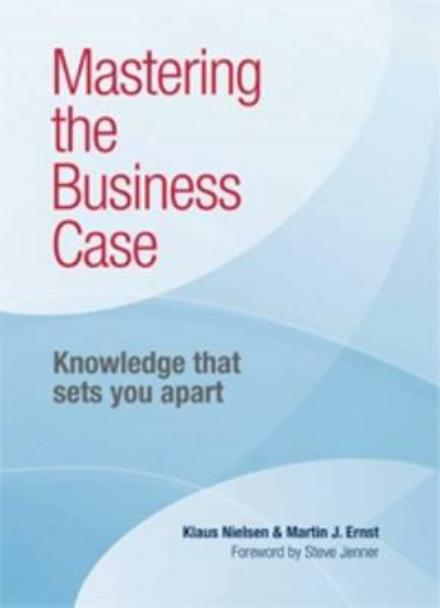 Mastering
the
Business
Case
Knowledge that
sets you apart
Klaus Nielsen & Martin J. Ernst
Foreword by Steve Jenner